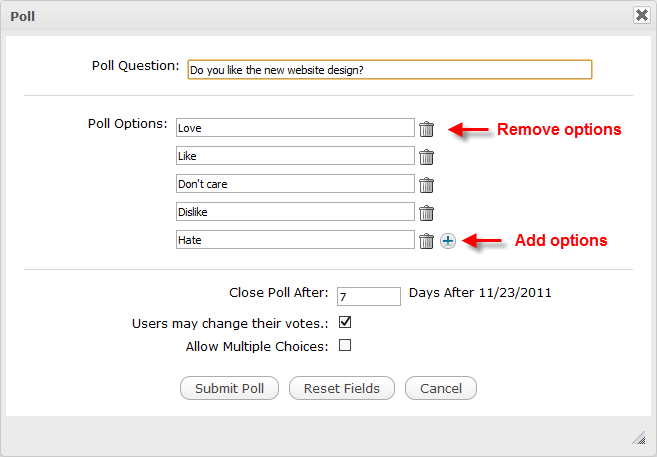 Poll
Poll Question: Do you like the new website design?
Poll Options: Love
Remove options
Like
Don't care
Dislike
Hate
Add options
Close Poll After: 7 Days After 11/23/2011
Users may change their votes.:
Allow Multiple Choices:
Submit Poll Reset Fields Cancel